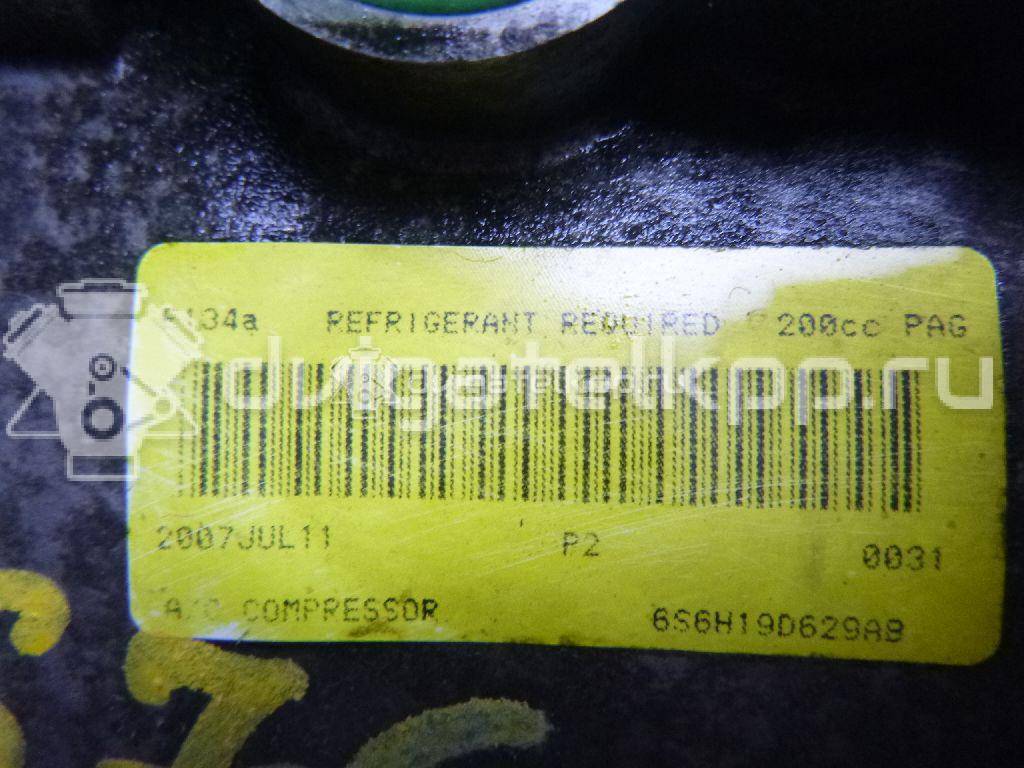 R134a REFRIGERANT REQUIRED 200cc PAG
dvigatelkpp.ru
2007JUL11 P2 0031
A/C COMPRESSOR 6S6H19D629AB